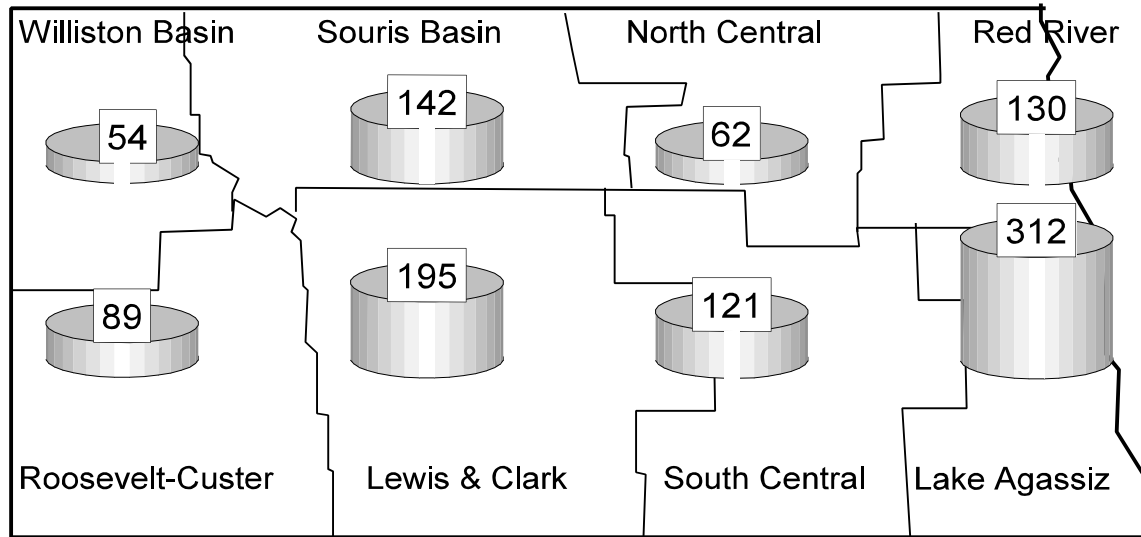 Williston Basin
Souris Basin
North Central
Red River
54
142
62
130
89
195
121
312
Roosevelt-Custer
Lewis & Clark
South Central
Lake Agassiz